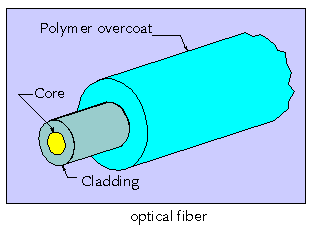 Polymer overcoat
Core
Cladding
optical fiber